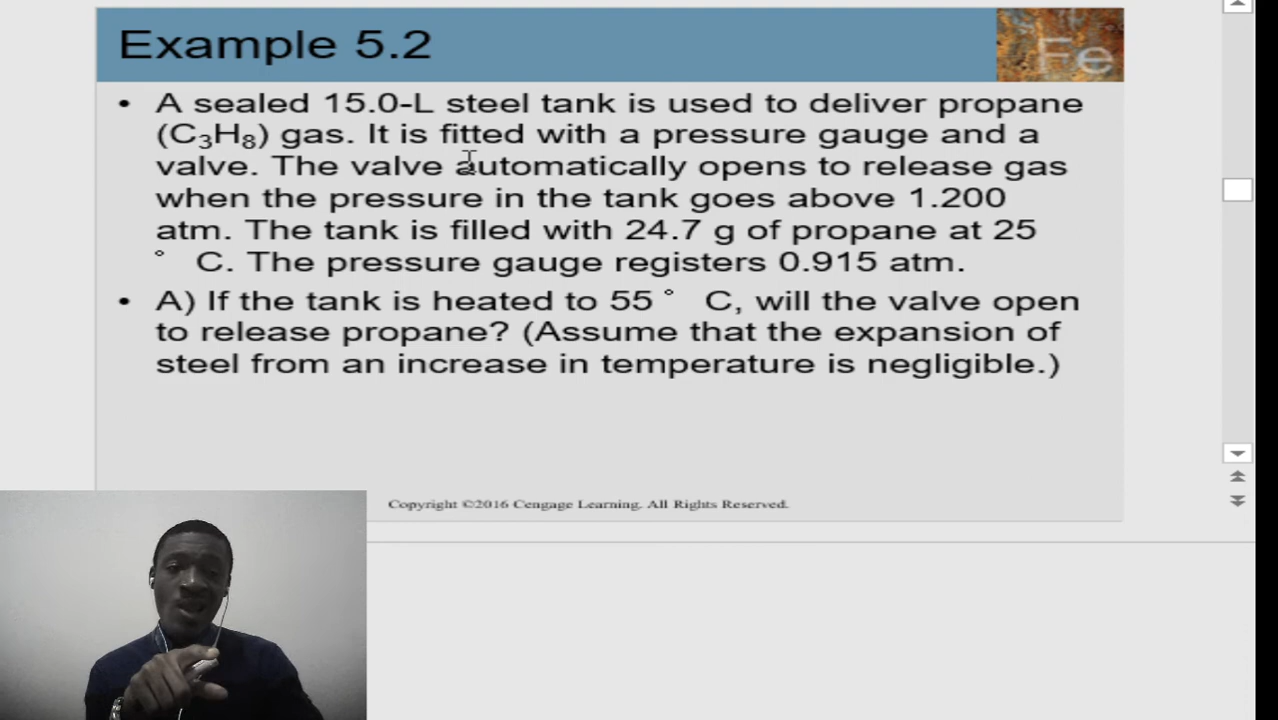 Example 5.2
Fe
• A sealed 15.0-L steel tank is used to deliver propane
(C₃H₈) gas. It is fitted with a pressure gauge and a
valve. The valve automatically opens to release gas
when the pressure in the tank goes above 1.200
atm. The tank is filled with 24.7 g of propane at 25
° C. The pressure gauge registers 0.915 atm.
• A) If the tank is heated to 55 ° C, will the valve open
to release propane? (Assume that the expansion of
steel from an increase in temperature is negligible.)
Copyright ©2016 Cengage Learning. All Rights Reserved.